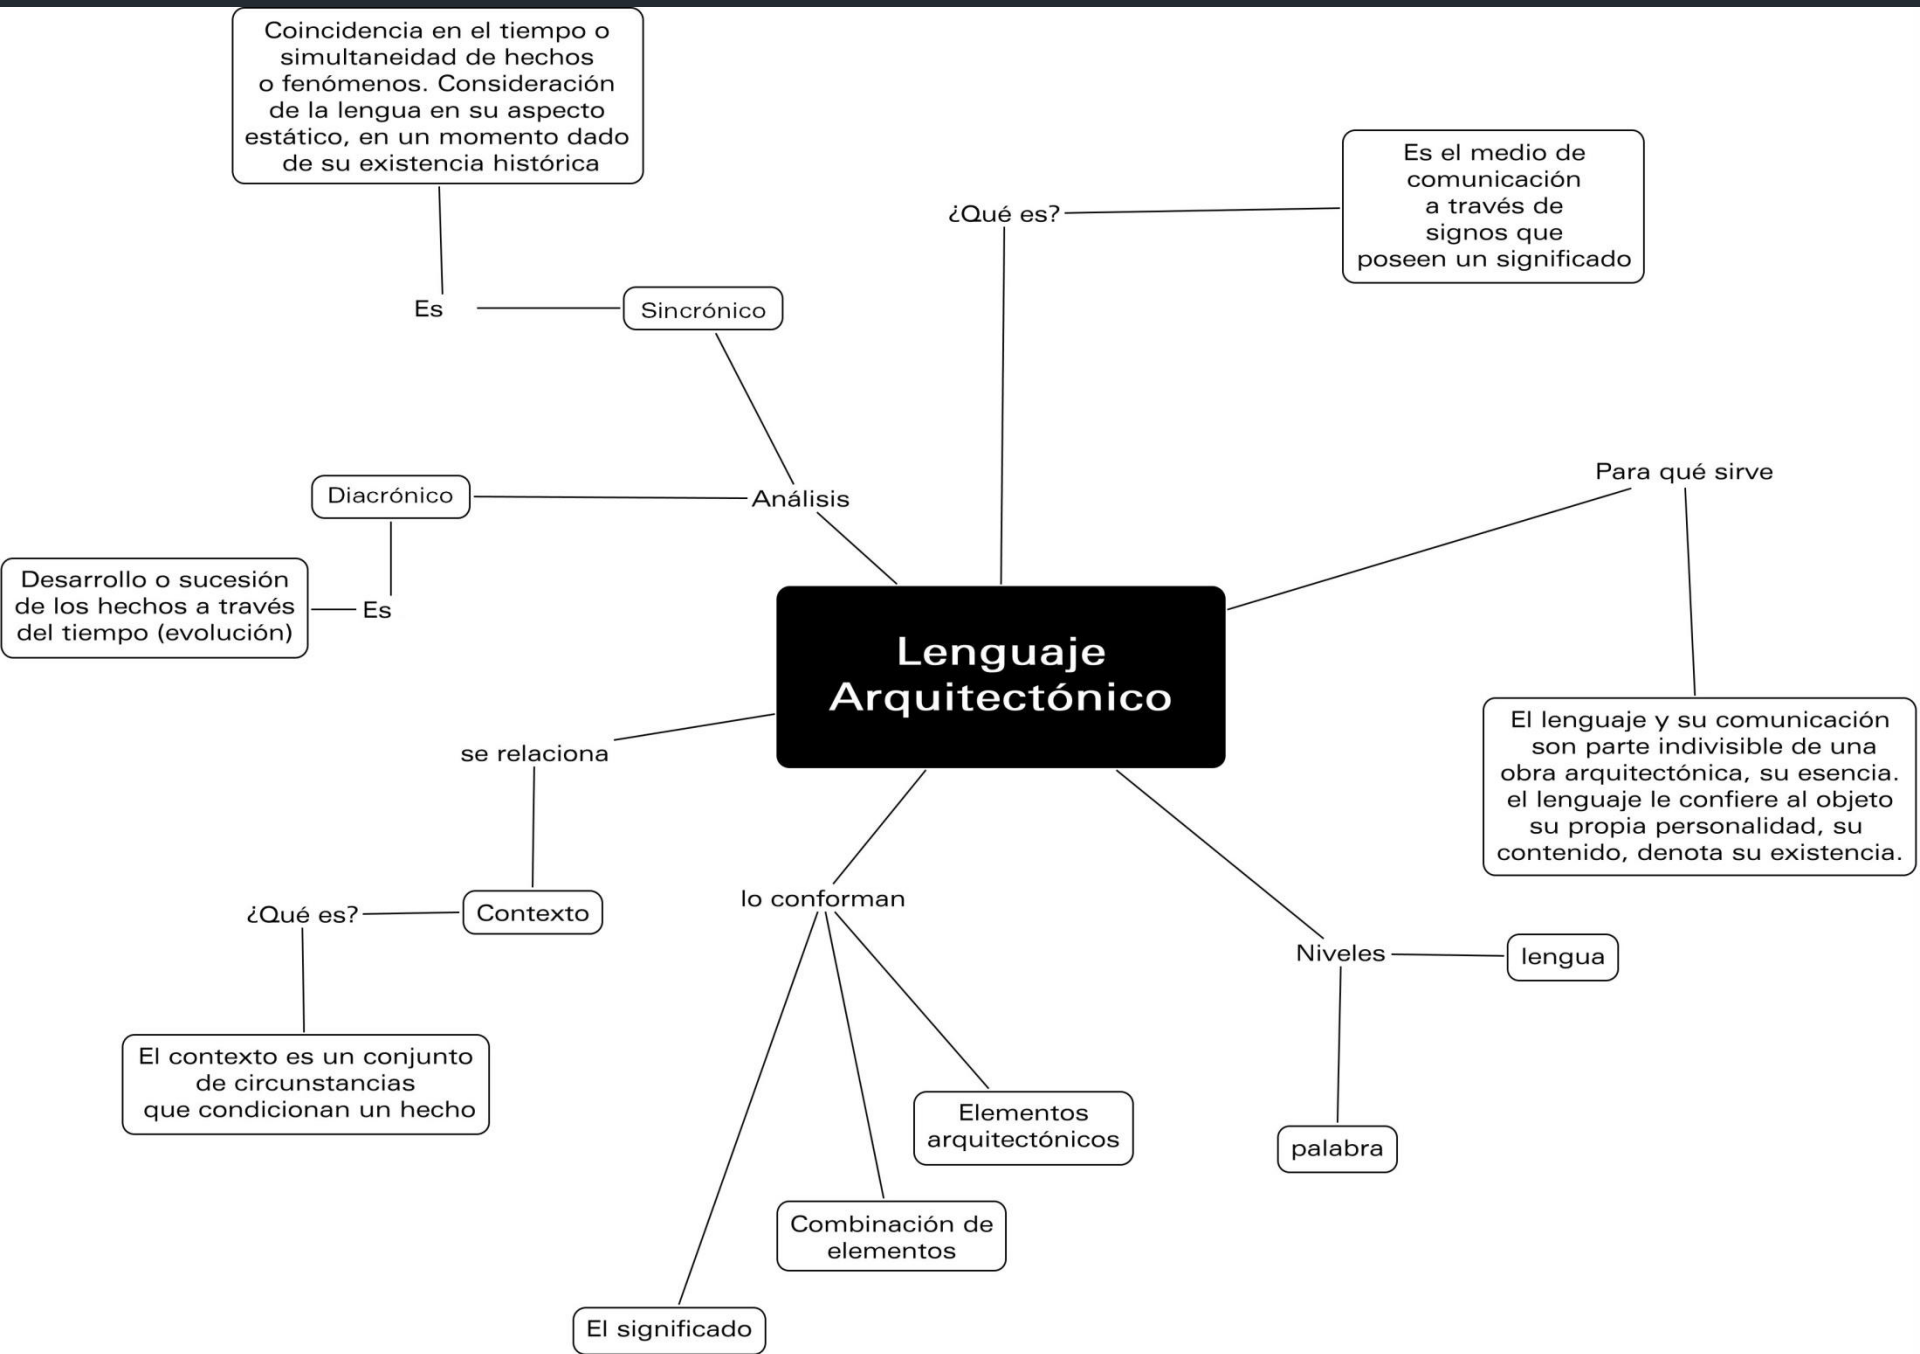 Coincidencia en el tiempo o
simultaneidad de hechos
o fenómenos. Consideración
de la lengua en su aspecto
estático, en un momento dado
de su existencia histórica
Es el medio de
comunicación
a través de
signos que
poseen un significado
¿Qué es?
Es
Sincrónico
Para qué sirve
Diacrónico
Análisis
Desarrollo o sucesión
de los hechos a través
del tiempo (evolución)
Es
Lenguaje
Arquitectónico
El lenguaje y su comunicación
son parte indivisible de una
obra arquitectónica, su esencia.
el lenguaje le confiere al objeto
su propia personalidad, su
contenido, denota su existencia.
se relaciona
lo conforman
¿Qué es?
Contexto
Niveles
lengua
El contexto es un conjunto
de circunstancias
que condicionan un hecho
Elementos
arquitectónicos
palabra
Combinación de
elementos
El significado